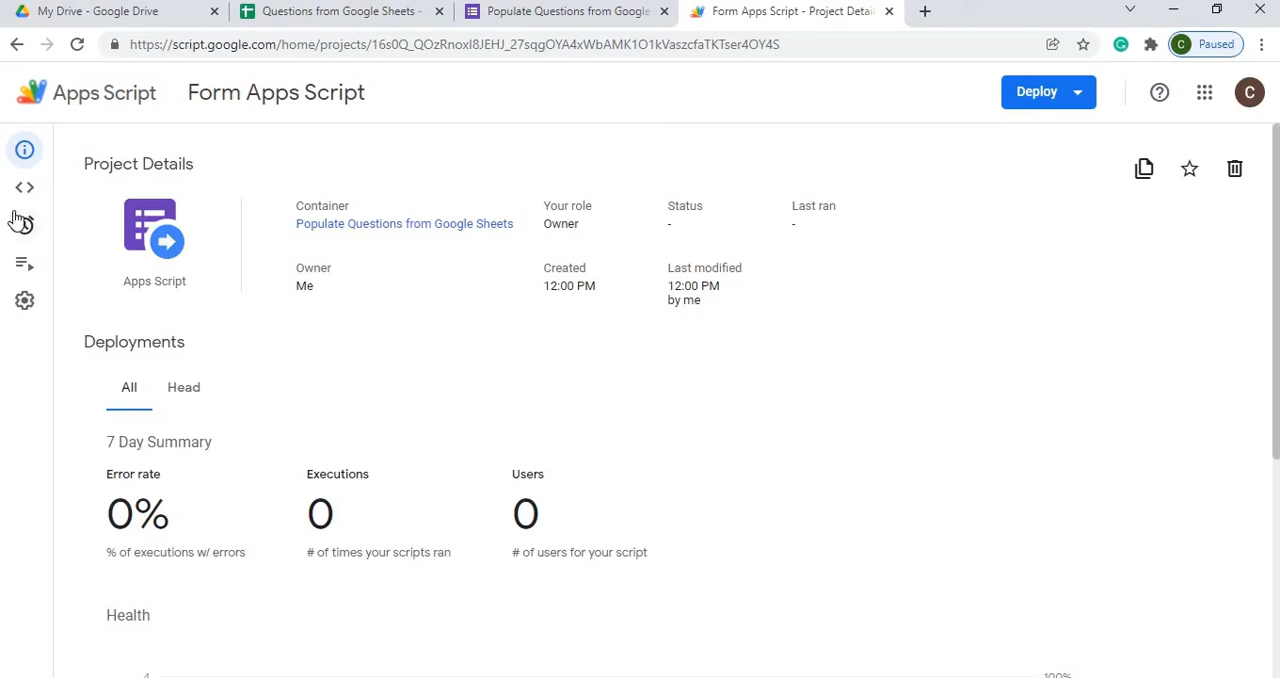 My Drive - Google Drive
Questions from Google Sheets -
Populate Questions from Google
Form Apps Script - Project Detail
https://script.google.com/home/projects/
C
Paused
Apps Script
Form Apps Script
Deploy
C
Project Details
Apps Script
Container
Populate Questions from Google Sheets
Your role
Owner
Status
-
Last ran
-
Owner
Me
Created
12:00 PM
Last modified
12:00 PM
by me
Deployments
All
Head
7 Day Summary
Error rate
Executions
Users
0%
0
0
% of executions w/ errors
# of times your scripts ran
# of users for your script
Health
4
100%